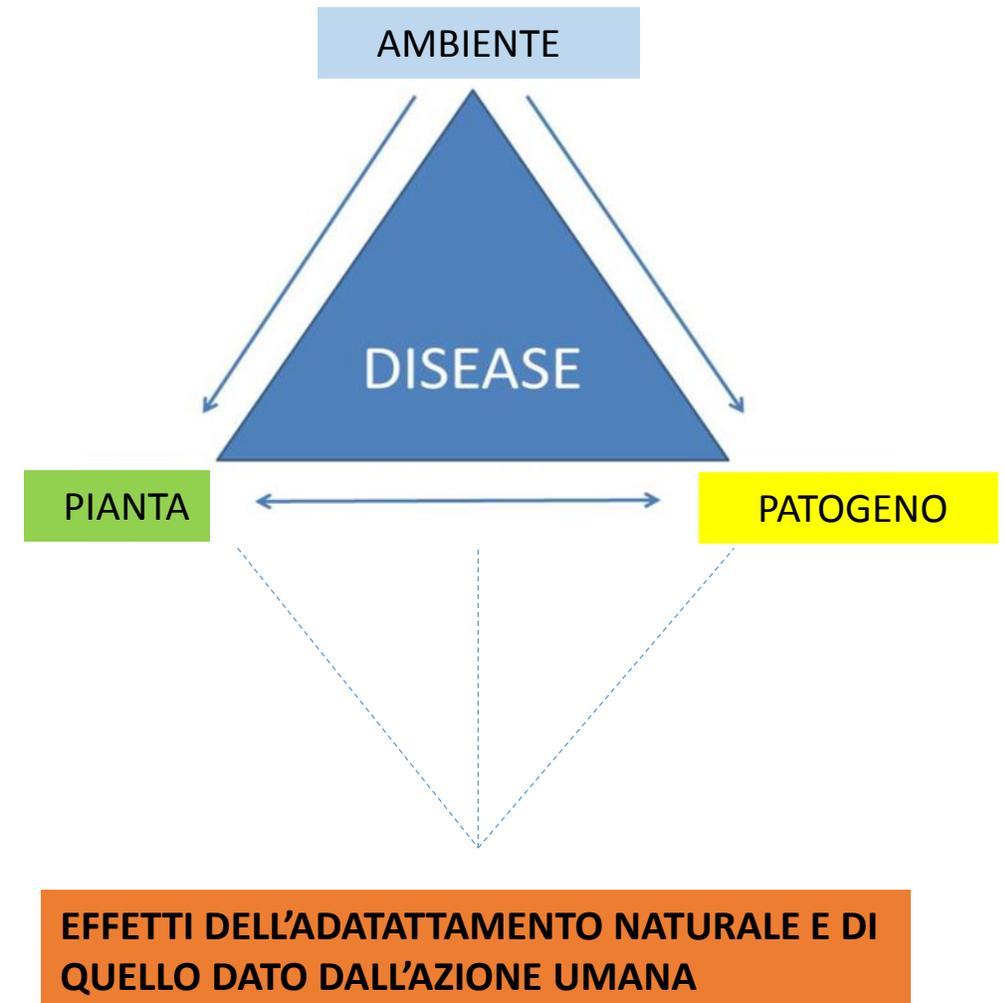 AMBIENTE
DISEASE
PIANTA
PATOGENO
EFFETTI DELL’ADATATTAMENTO NATURALE E DI
QUELLO DATO DALL’AZIONE UMANA